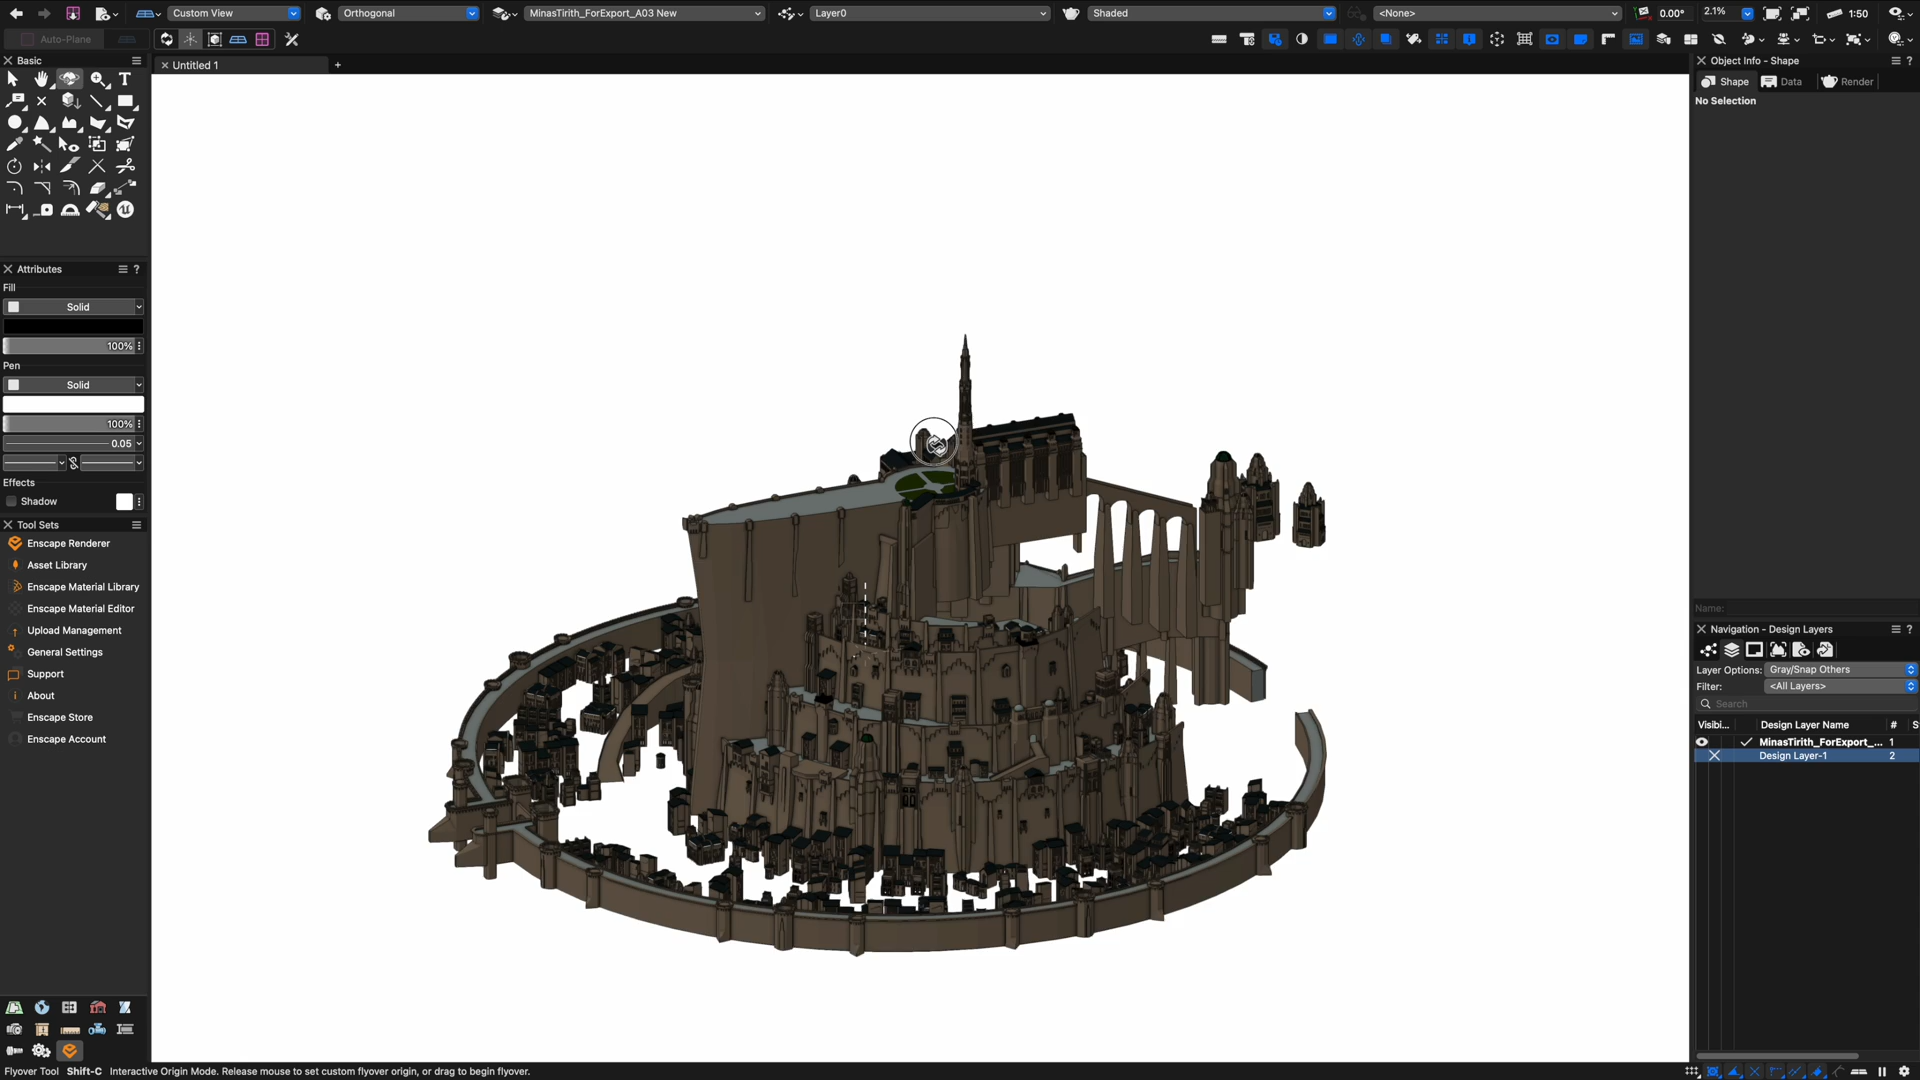 Custom View
Orthogonal
MinasTirith_ForExport_A03 New
Layer0
Shaded
<None>
0.00°
2.1%
1:50
Auto-Plane
Basic
Untitled 1
+
Object Info - Shape
?
Shape
Data
Render
No Selection
T
Attributes
?
Fill
Solid
100%
Pen
Solid
100%
0.05
Effects
Shadow
Tool Sets
Enscape Renderer
Asset Library
Enscape Material Library
Enscape Material Editor
Upload Management
General Settings
Support
About
Enscape Store
Enscape Account
Name:
Navigation - Design Layers
?
Layer Options:
Gray/Snap Others
Filter:
<All Layers>
Search
Visibi...
Design Layer Name
#
S
MinasTirith_ForExport_...
1
Design Layer-1
2
Flyover Tool
Shift-C
Interactive Origin Mode. Release mouse to set custom flyover origin, or drag to begin flyover.